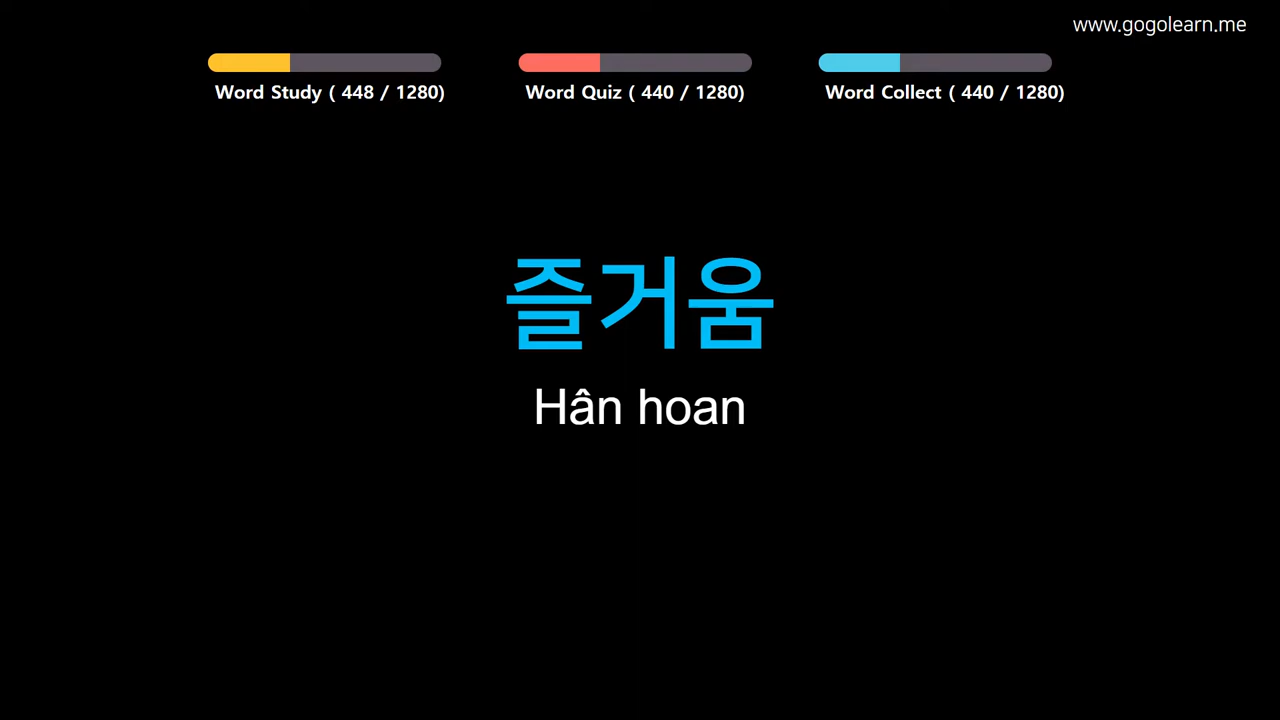 www.gogolearn.me
Word Study ( 448 / 1280)
Word Quiz ( 440 / 1280)
Word Collect ( 440 / 1280)
즐거움
Hân hoan